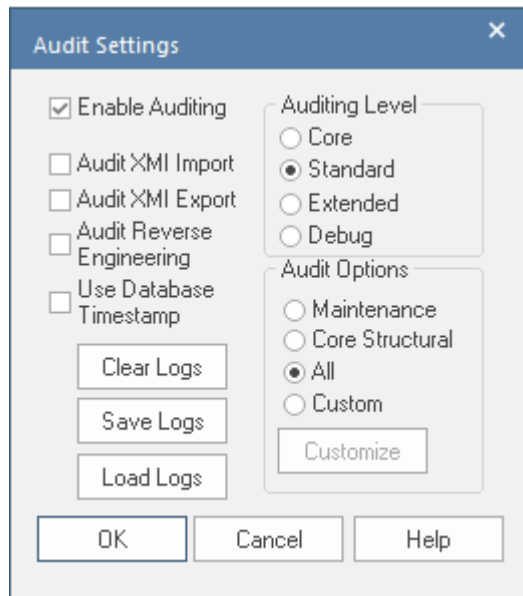 Audit Settings
Enable Auditing
Audit XMI Import
Audit XMI Export
Audit Reverse
Engineering
Use Database
Timestamp
Clear Logs
Save Logs
Load Logs
Auditing Level
Core
Standard
Extended
Debug
Audit Options
Maintenance
Core Structural
All
Custom
Customize
OK
Cancel
Help